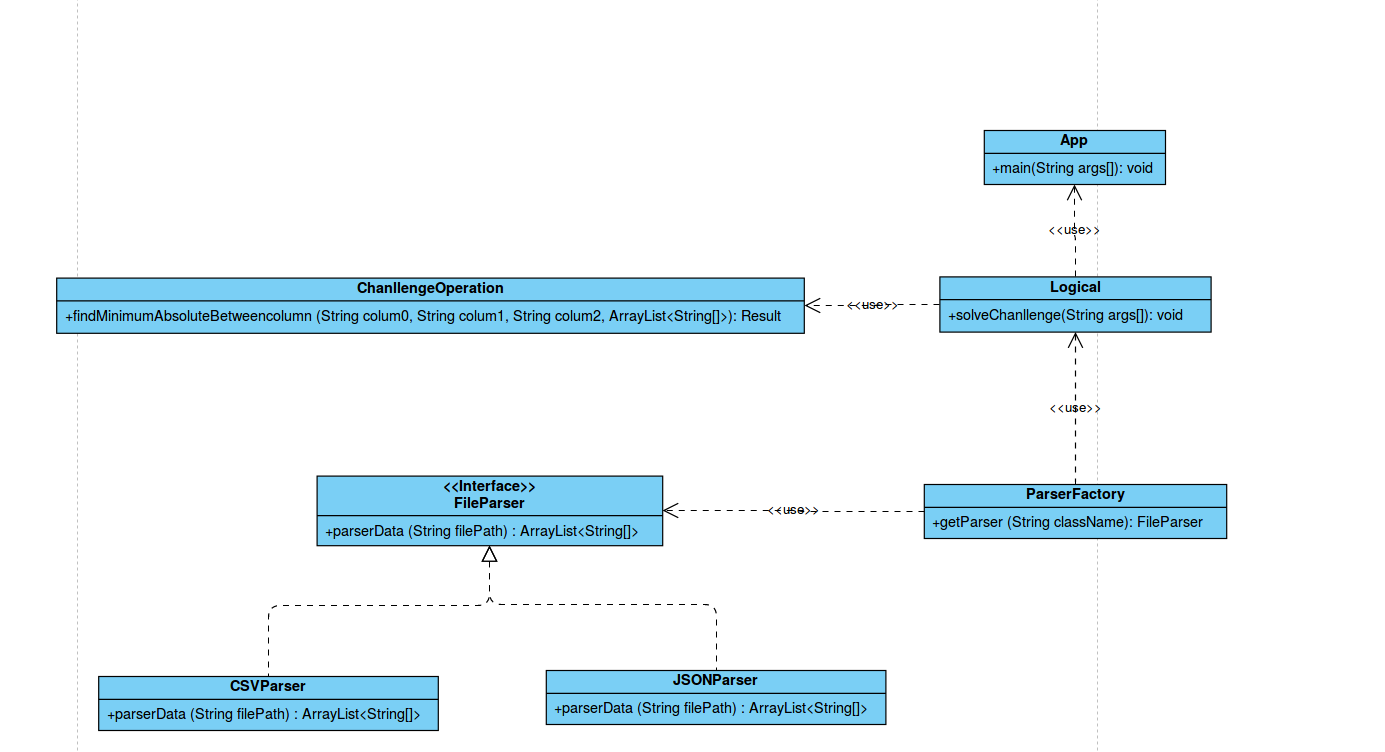 App
+main(String args[]): void
<<use>>
ChanllengeOperation
+findMinimumAbsoluteBetweencolumn (String colum0, String colum1, String colum2, ArrayList<String[]>): Result
<<use>>
Logical
+solveChanllenge(String args[]): void
<<use>>
<<Interface>>
FileParser
+parserData (String filePath) : ArrayList<String[]>
<<use>>
ParserFactory
+getParser (String className): FileParser
CSVParser
+parserData (String filePath) : ArrayList<String[]>
JSONParser
+parserData (String filePath) : ArrayList<String[]>